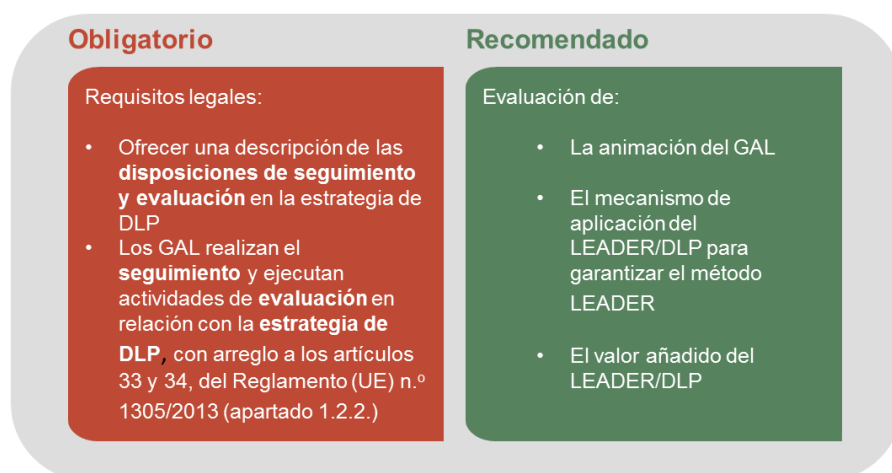 Obligatorio
Requisitos legales:
• Ofrecer una descripción de las
disposiciones de seguimiento
y evaluación en la estrategia de
DLP
• Los GAL realizan el
seguimiento y ejecutan
actividades de evaluación en
relación con la estrategia de
DLP, con arreglo a los artículos
33 y 34, del Reglamento (UE) n.º
1305/2013 (apartado 1.2.2.)
Recomendado
Evaluación de:
• La animación del GAL
• El mecanismo de
aplicación del
LEADER/DLP para
garantizar el método
LEADER
• El valor añadido del
LEADER/DLP